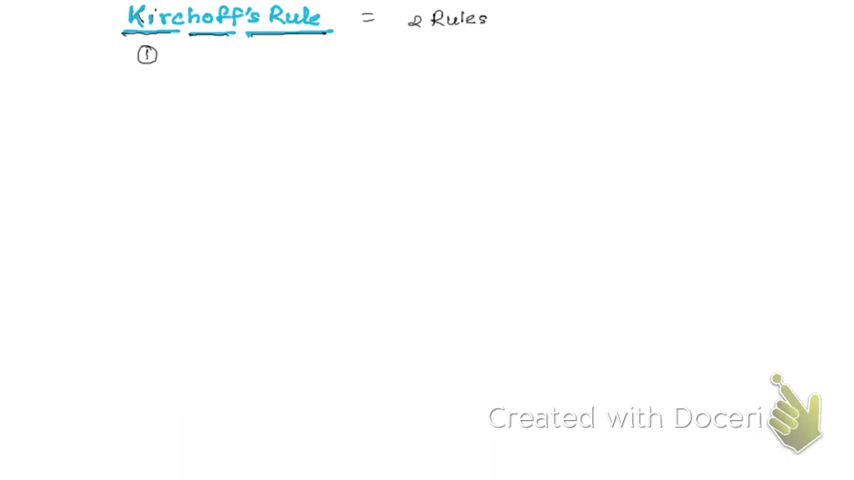 Kirchoff's Rule = 2 Rules
①
Created with Doceri